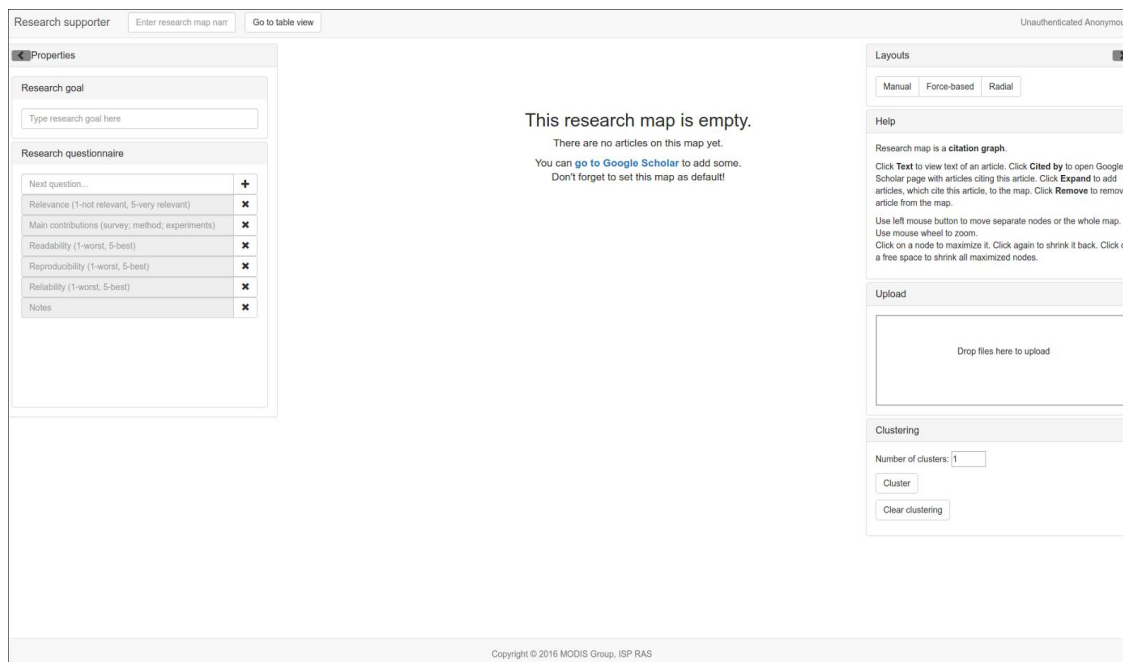 Research supporter
Enter research map nam
Go to table view
Unauthenticated Anonymou
Properties
Research goal
Type research goal here
Research questionnaire
Next question...
Relevance (1-not relevant, 5-very relevant)
Main contributions (survey; method; experiments)
Readability (1-worst, 5-best)
Reproducibility (1-worst, 5-best)
Reliability (1-worst, 5-best)
Notes
This research map is empty.
There are no articles on this map yet.
You can go to Google Scholar to add some.
Don't forget to set this map as default!
Layouts
Manual
Force-based
Radial
Help
Research map is a citation graph.
Click Text to view text of an article. Click Cited by to open Google
Scholar page with articles citing this article. Click Expand to add
articles, which cite this article, to the map. Click Remove to remov
article from the map.
Use left mouse button to move separate nodes or the whole map.
Use mouse wheel to zoom.
Click on a node to maximize it. Click again to shrink it back. Click
a free space to shrink all maximized nodes.
Upload
Drop files here to upload
Clustering
Number of clusters: 1
Cluster
Clear clustering
Copyright © 2016 MODIS Group, ISP RAS